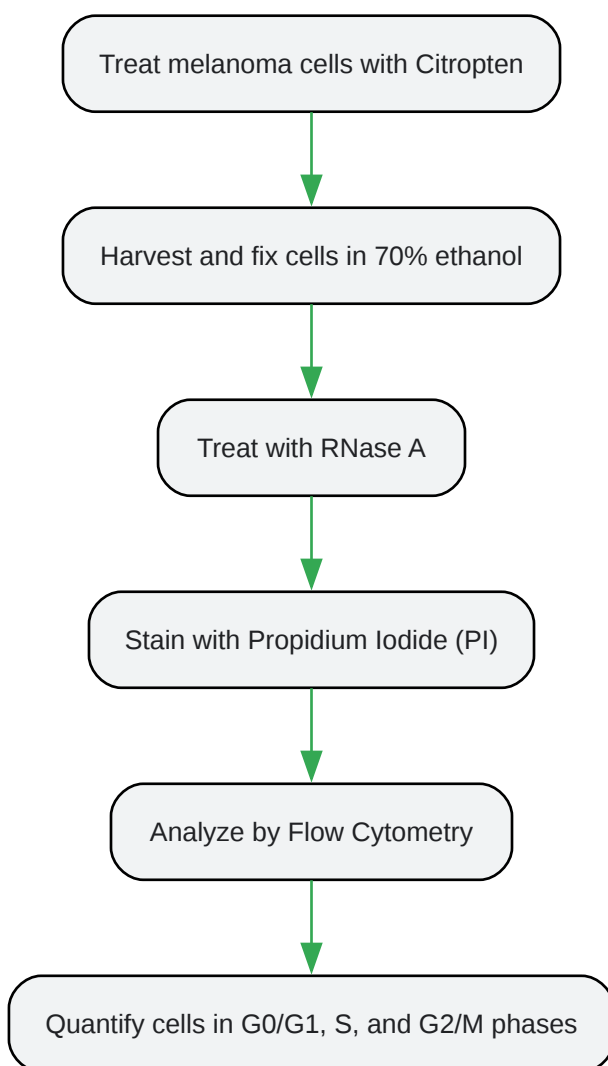 Treat melanoma cells with Citropten
Harvest and fix cells in 70% ethanol
Treat with RNase A
Stain with Propidium Iodide (PI)
Analyze by Flow Cytometry
Quantify cells in G0/G1, S, and G2/M phases